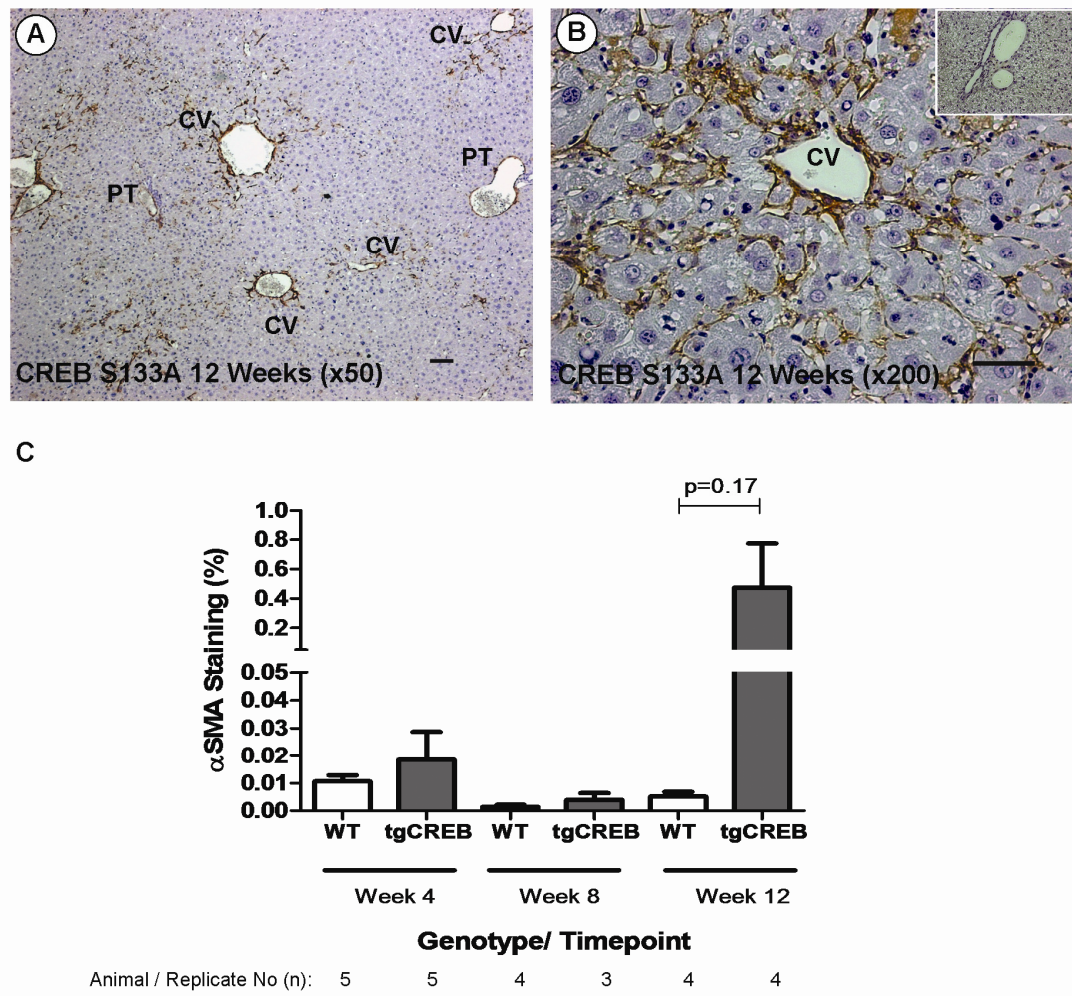 A
CV
CV
PT
PT
CV
CV
CREB S133A 12 Weeks (x50)
B
CV
CREB S133A 12 Weeks (x200)
C
p=0.17
αSMA Staining (%)
1.0
0.8
0.6
0.4
0.2
0.05
0.04
0.03
0.02
0.01
0.00
WT tgCREB WT tgCREB WT tgCREB
Week 4 Week 8 Week 12
Genotype/ Timepoint
Animal / Replicate No (n): 5 5 4 3 4 4